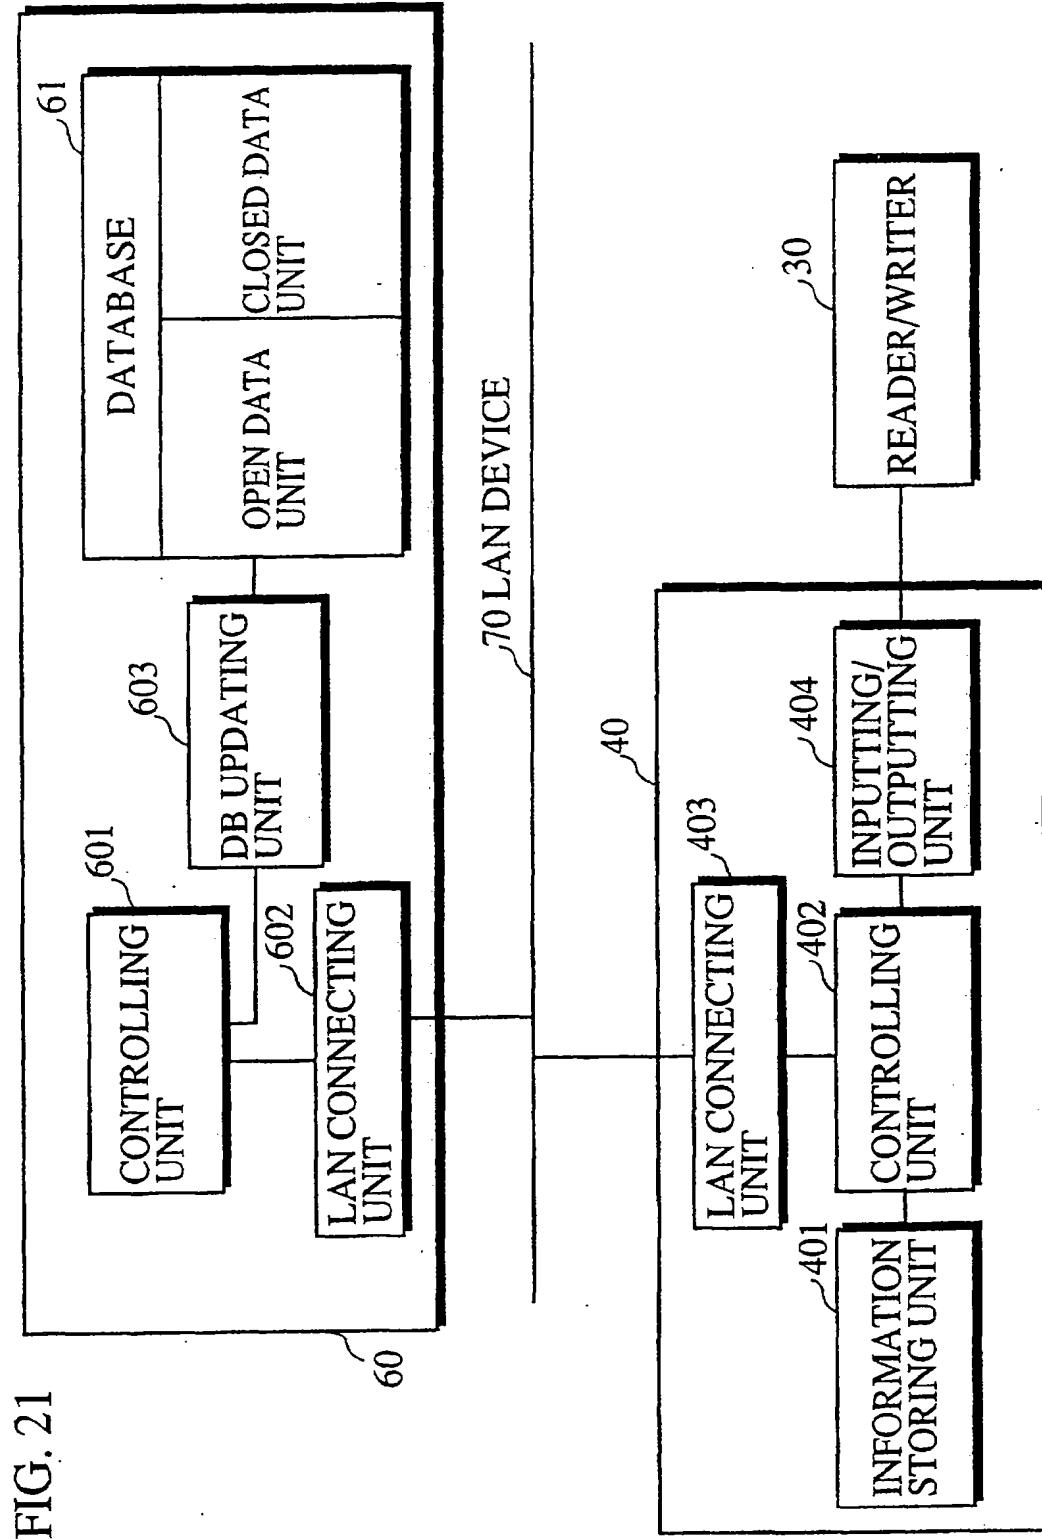 FIG. 21
60
601
CONTROLLING
UNIT
602
LAN CONNECTING
UNIT
603
DB UPDATING
UNIT
61
DATABASE
OPEN DATA
UNIT
CLOSED DATA
UNIT
70 LAN DEVICE
40
403
LAN CONNECTING
UNIT
401
INFORMATION
STORING UNIT
402
CONTROLLING
UNIT
404
INPUTTING/
OUTPUTTING
UNIT
30
READER/WRITER